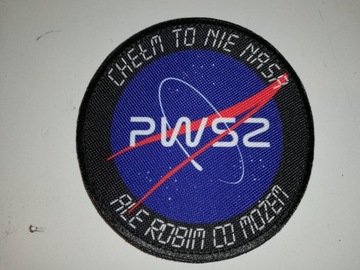 CHEŁM TO NIE NASA
PWSZ
ALE ROBIM CO MOŻEM